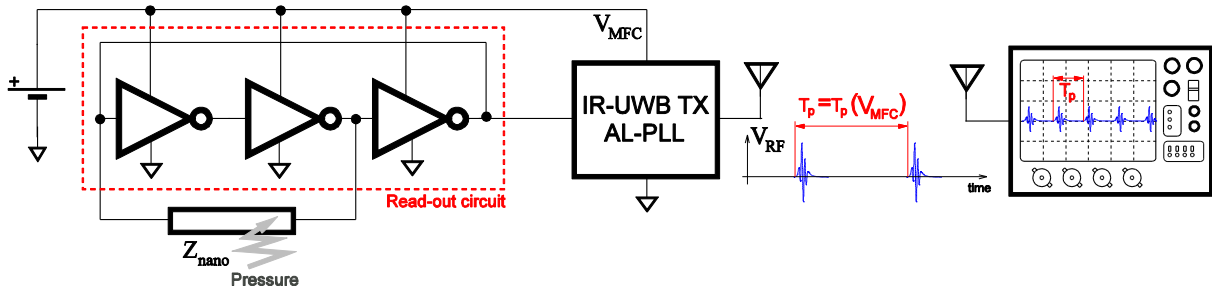 V_MFC
+
IR-UWB TX
AL-PLL
T_p=T_p(V_MFC)
T_p
V_RF
time
Read-out circuit
Z_nano
Pressure